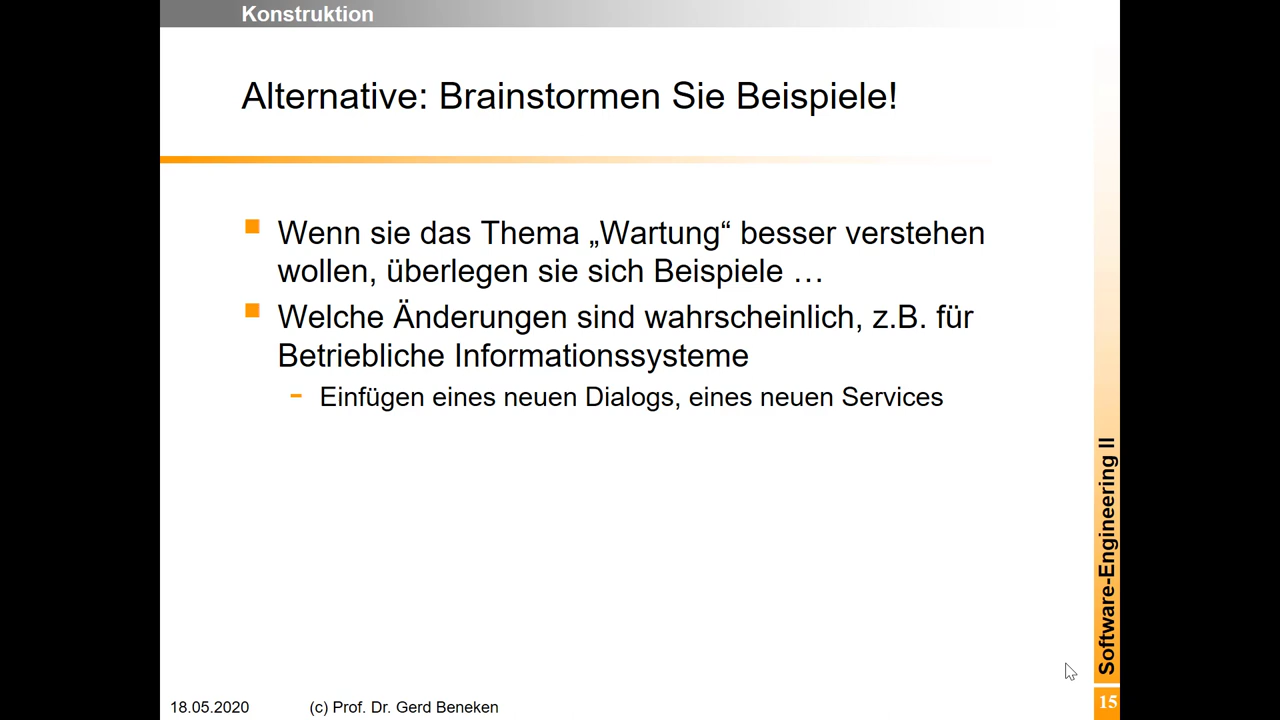 Konstruktion
Alternative: Brainstormen Sie Beispiele!
Wenn sie das Thema „Wartung“ besser verstehen
wollen, überlegen sie sich Beispiele …
Welche Änderungen sind wahrscheinlich, z.B. für
Betriebliche Informationssysteme
- Einfügen eines neuen Dialogs, eines neuen Services
Software-Engineering II
18.05.2020
(c) Prof. Dr. Gerd Beneken
15